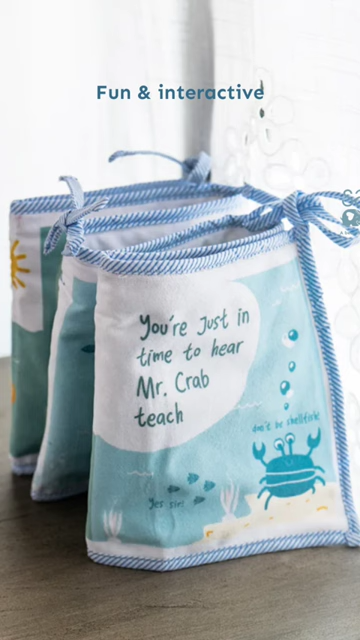 Fun & interactive
You're Just in
time to hear
Mr. Crab
teach
don't be shellfish!
yes sir!